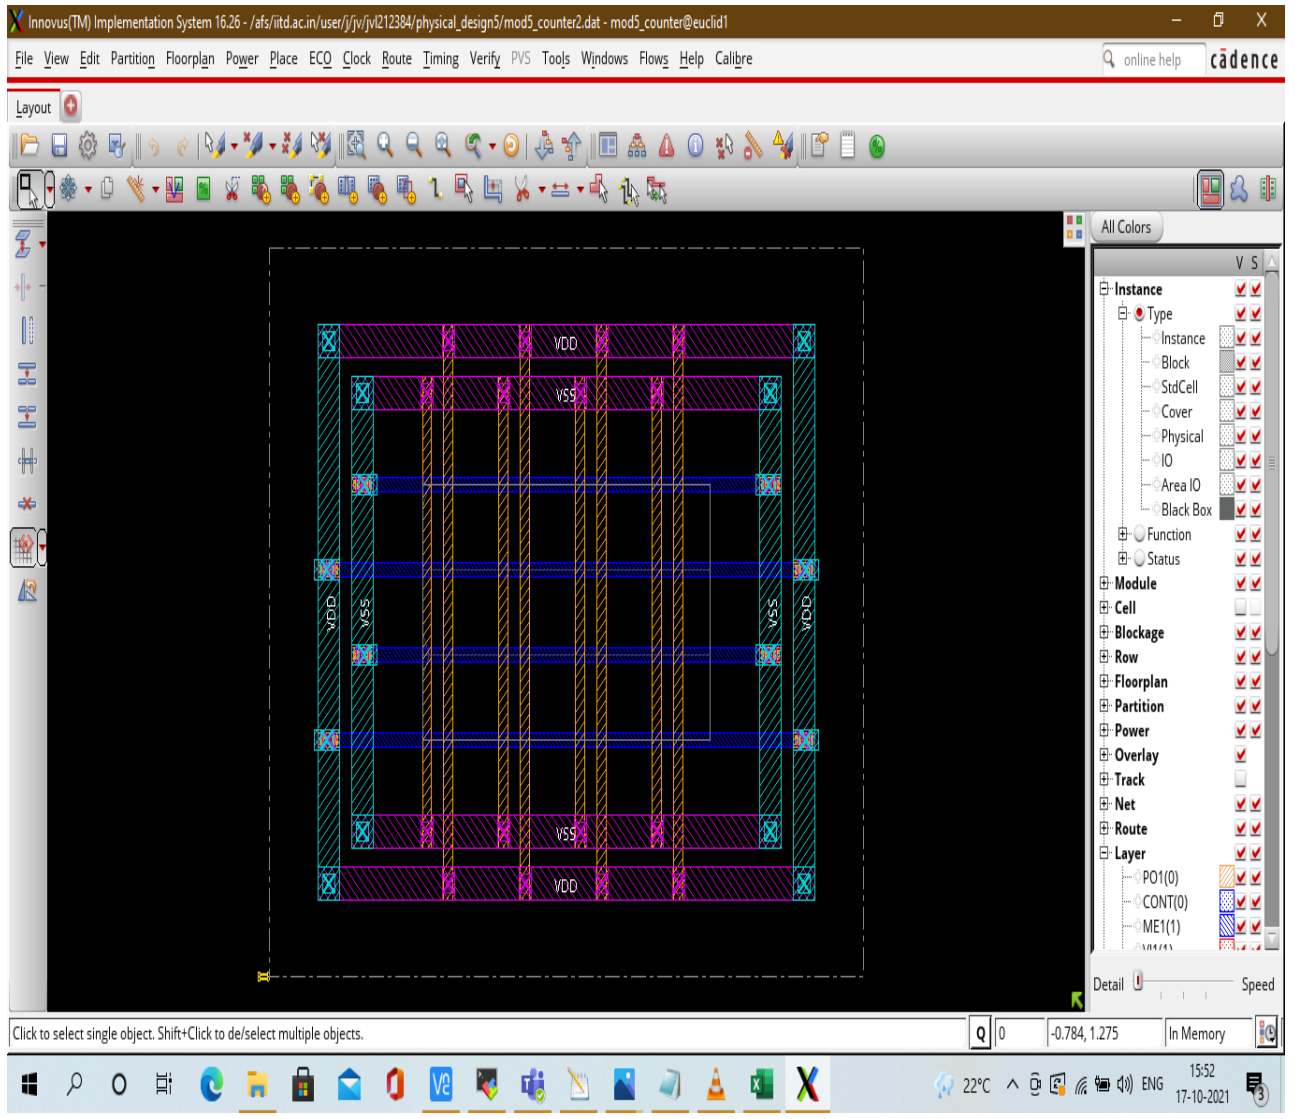 Innovus(TM) Implementation System 16.26 - /afs/iitd.ac.in/user/j/jv/jvl212384/physical_design5/mod5_counter2.dat - mod5_counter@euclid1
File View Edit Partition Floorplan Power Place ECO Clock Route Timing Verify PVS Tools Windows Flows Help Calibre
online help
cādence
Layout
All Colors
V S
Instance
Type
Instance
Block
StdCell
Cover
Physical
IO
Area IO
Black Box
Function
Status
Module
Cell
Blockage
Row
Floorplan
Partition
Power
Overlay
Track
Net
Route
Layer
PO1(0)
CONT(0)
ME1(1)
VI1(1)
Detail
Speed
VDD
VSS
VDD
VSS
VSS
VDD
VSS
VDD
Click to select single object. Shift+Click to de/select multiple objects.
Q
0
-0.784, 1.275
In Memory
22°C
ENG
15:52
17-10-2021
3